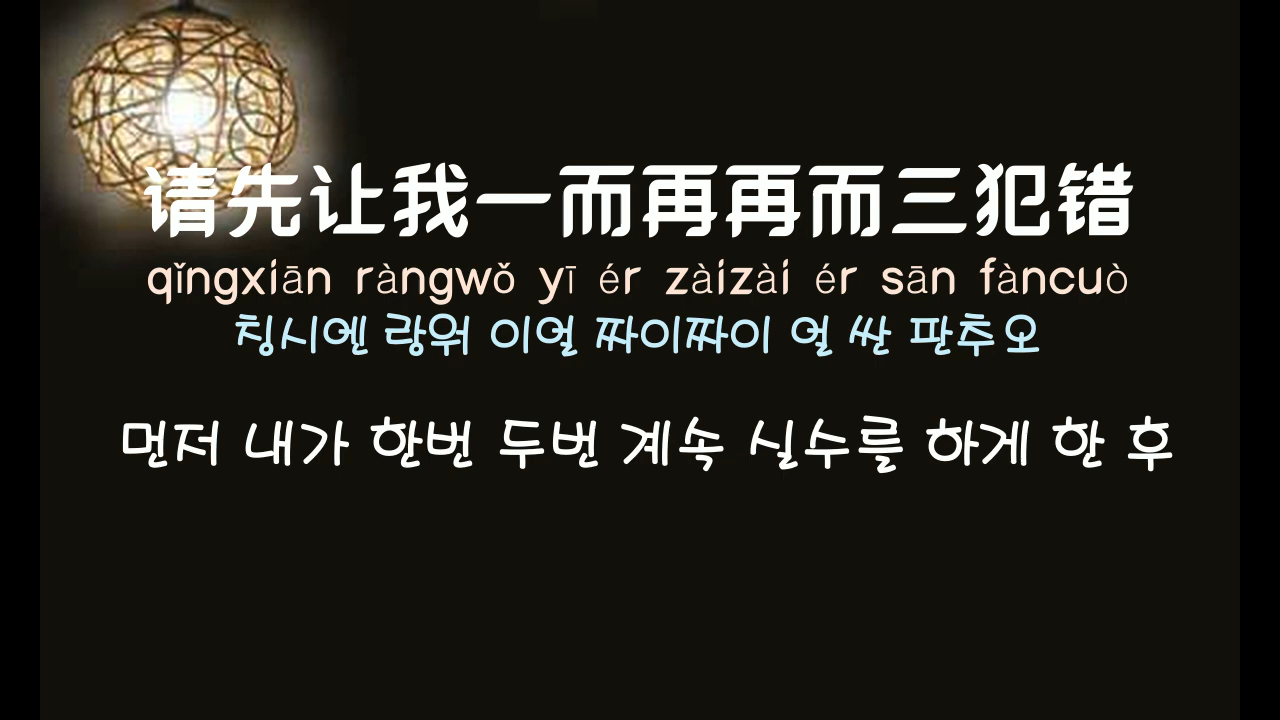 请先让我一而再再而三犯错
qǐngxiān ràngwǒ yī ér zàizài ér sān fàncuò
칭시엔 랑워 이얼 짜이짜이 얼 싼 판추오
먼저 내가 한번 두번 계속 실수를 하게 한 후